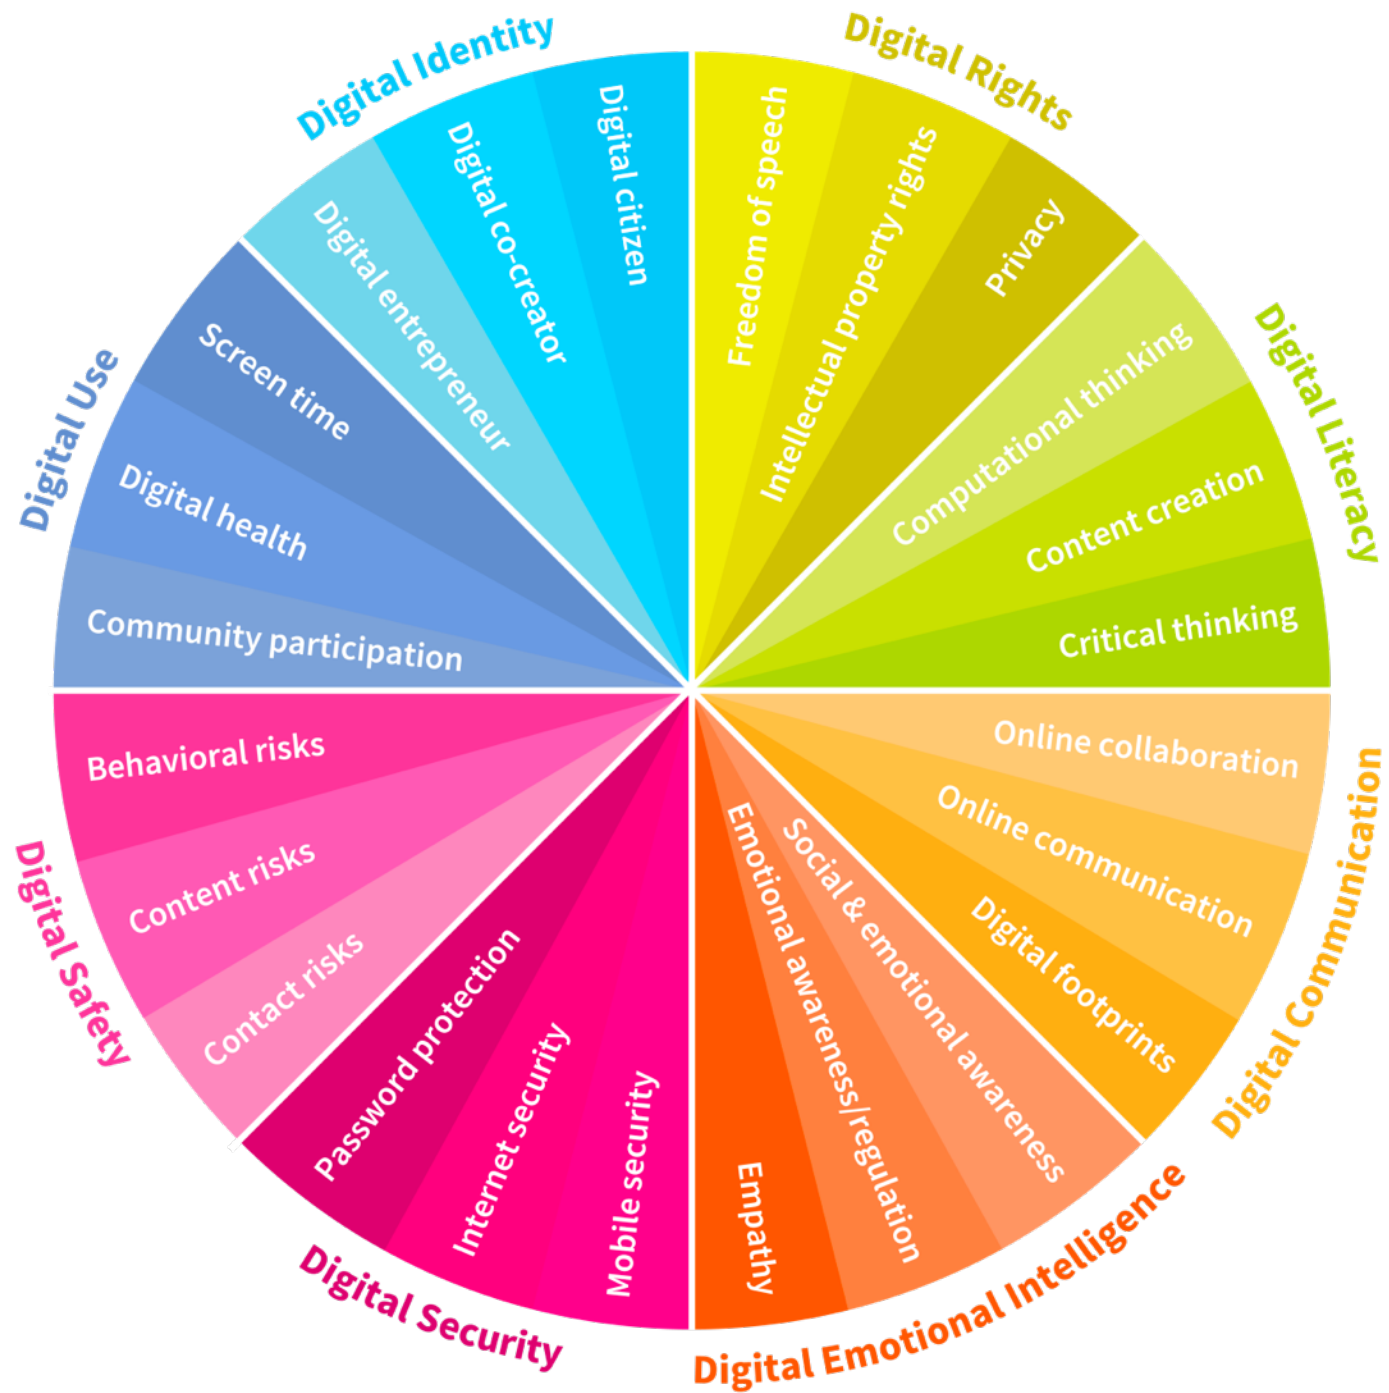 Digital Rights
Freedom of speech
Intellectual property rights
Privacy
Digital Literacy
Computational thinking
Content creation
Critical thinking
Digital Communication
Online collaboration
Online communication
Digital footprints
Digital Emotional Intelligence
Social & emotional awareness
Emotional awareness/regulation
Empathy
Digital Security
Mobile security
Internet security
Password protection
Digital Safety
Contact risks
Content risks
Behavioral risks
Digital Use
Community participation
Digital health
Screen time
Digital Identity
Digital entrepreneur
Digital co-creator
Digital citizen